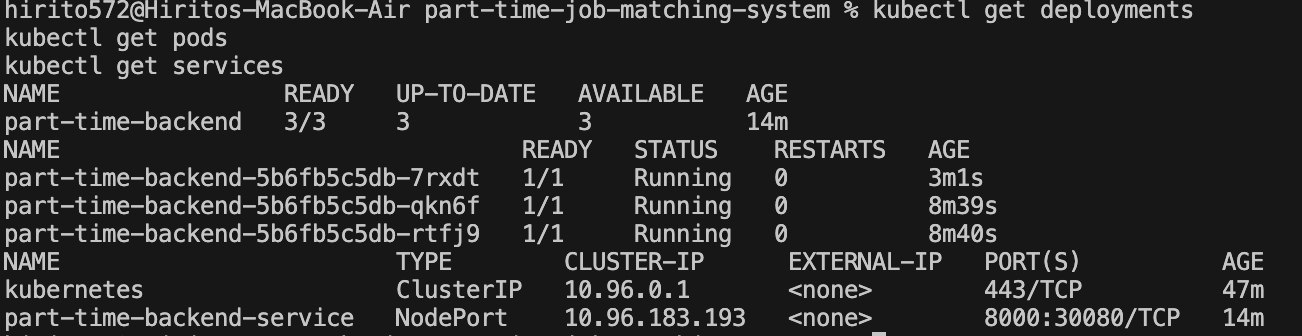 hirito572@Hiritos-MacBook-Air part-time-job-matching-system % kubectl get deployments
kubectl get pods
kubectl get services
NAME READY UP-TO-DATE AVAILABLE AGE
part-time-backend 3/3 3 3 14m
NAME READY STATUS RESTARTS AGE
part-time-backend-5b6fb5c5db-7rxdt 1/1 Running 0 3m1s
part-time-backend-5b6fb5c5db-qkn6f 1/1 Running 0 8m39s
part-time-backend-5b6fb5c5db-rtfj9 1/1 Running 0 8m40s
NAME TYPE CLUSTER-IP EXTERNAL-IP PORT(S) AGE
kubernetes ClusterIP 10.96.0.1 <none> 443/TCP 47m
part-time-backend-service NodePort 10.96.183.193 <none> 8000:30080/TCP 14m